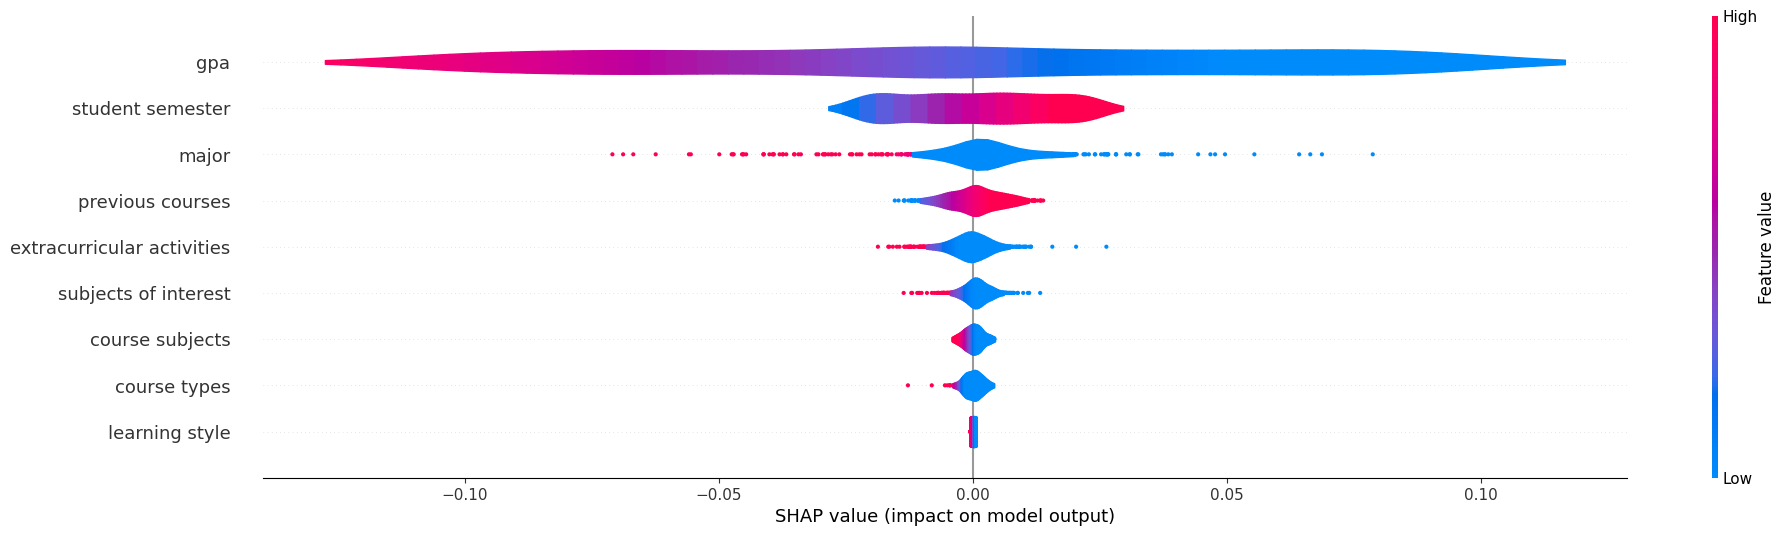 High
gpa
student semester
major
previous courses
extracurricular activities
subjects of interest
course subjects
course types
learning style
Feature value
Low
−0.10 −0.05 0.00 0.05 0.10
SHAP value (impact on model output)